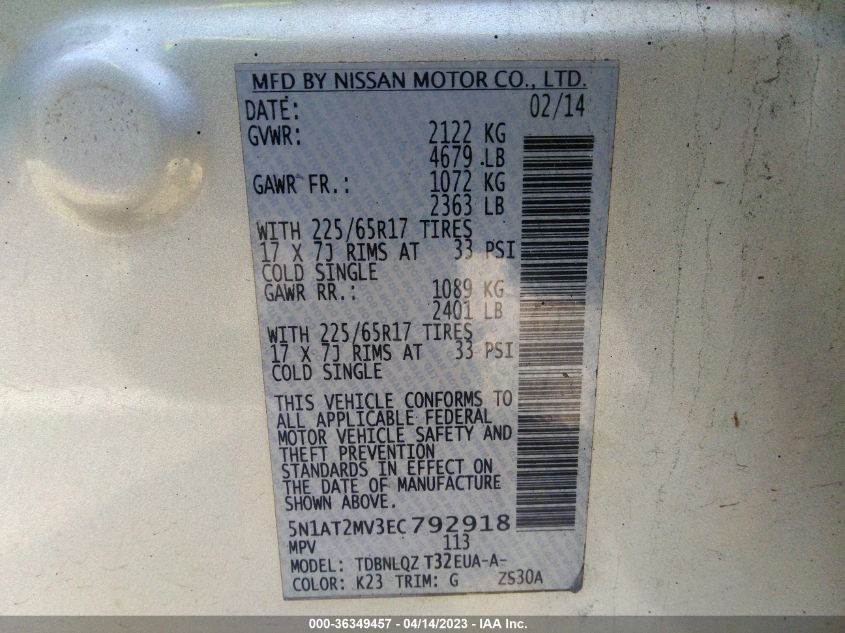 MFD BY NISSAN MOTOR CO., LTD.
DATE: 02/14
GVWR: 2122 KG
4679 LB
GAWR FR.: 1072 KG
2363 LB
WITH 225/65R17 TIRES
17 X 7J RIMS AT 33 PSI
COLD SINGLE
GAWR RR.: 1089 KG
2401 LB
WITH 225/65R17 TIRES
17 X 7J RIMS AT 33 PSI
COLD SINGLE
THIS VEHICLE CONFORMS TO
ALL APPLICABLE FEDERAL
MOTOR VEHICLE SAFETY AND
THEFT PREVENTION
STANDARDS IN EFFECT ON
THE DATE OF MANUFACTURE
SHOWN ABOVE.
5N1AT2MV3EC792918
MPV 113
MODEL: TDBNLQZ T32EUA-A-
COLOR: K23 TRIM: G ZS30A
000-36349457 - 04/14/2023 - IAA Inc.